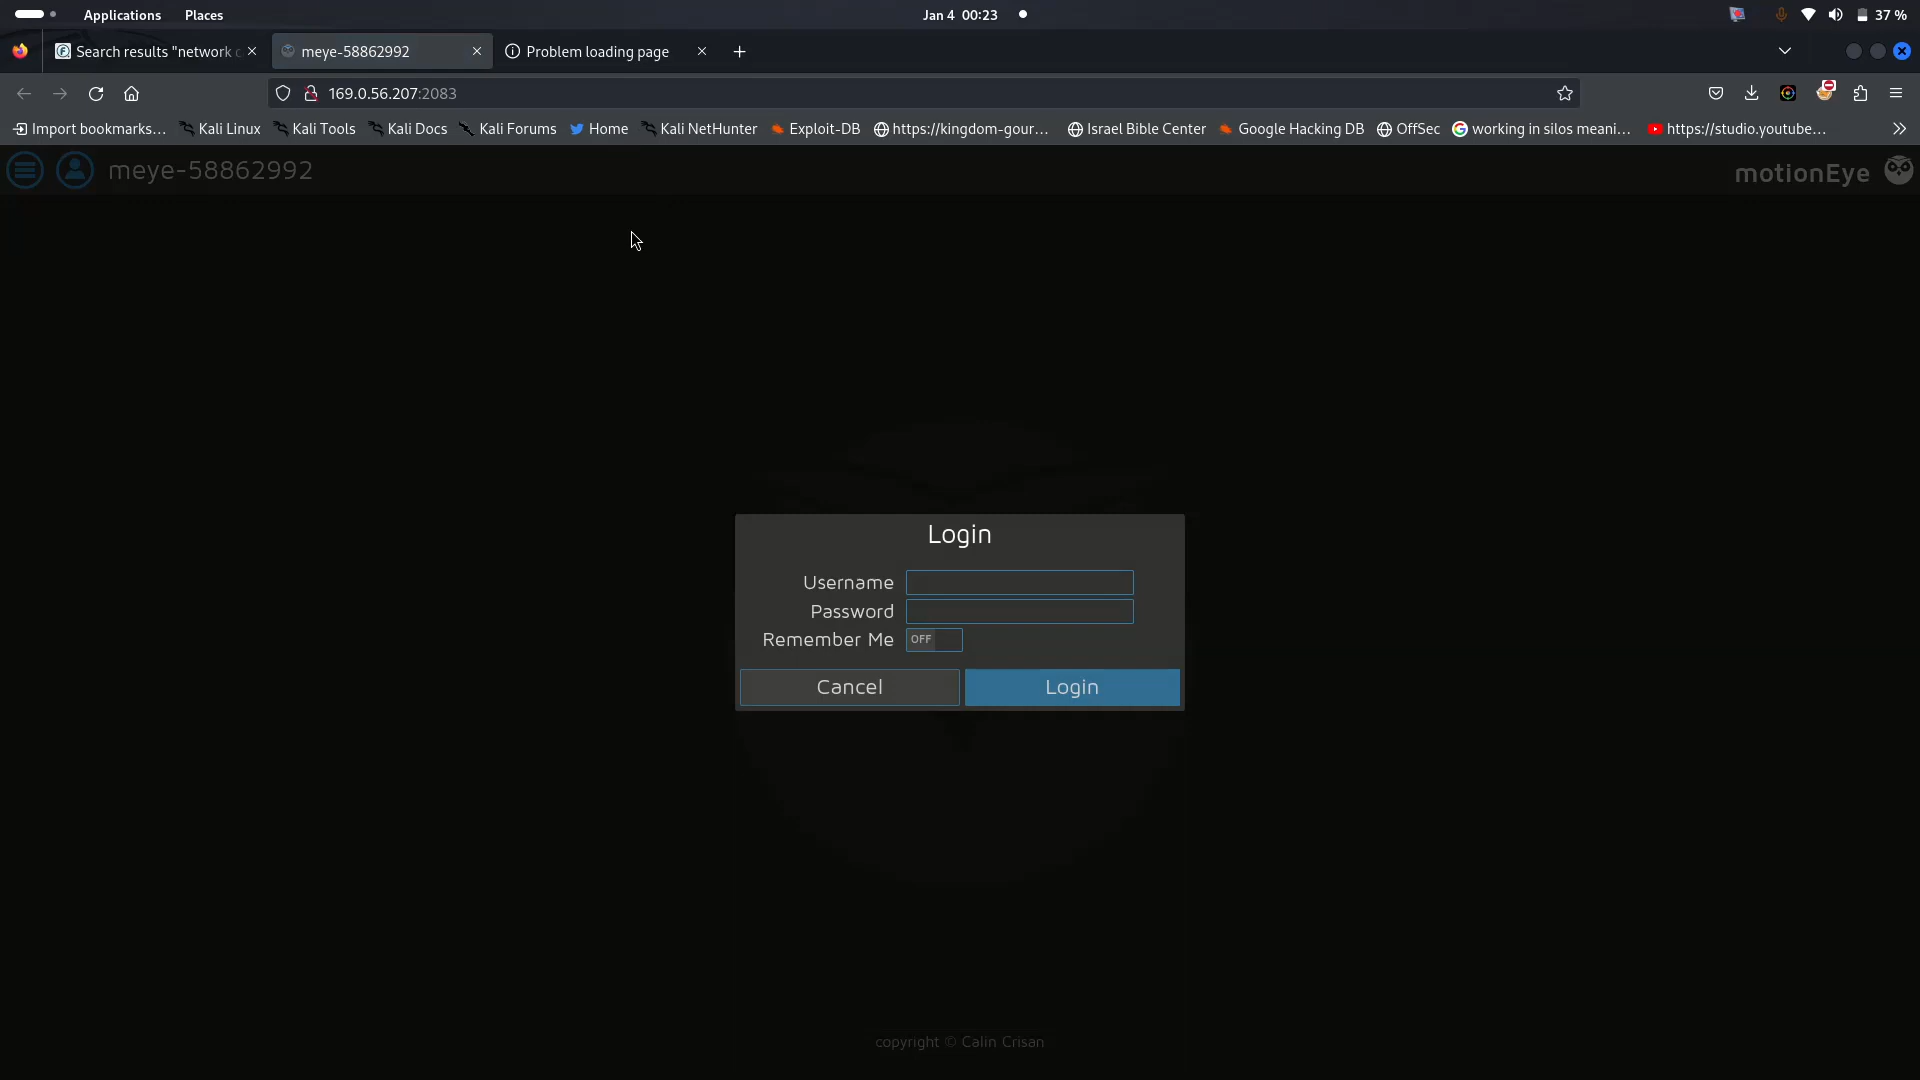 Applications Places Jan 4 00:23 37 %
Search results "network c meye-58862992 Problem loading page
169.0.56.207:2083
Import bookmarks... Kali Linux Kali Tools Kali Docs Kali Forums Home Kali NetHunter Exploit-DB https://kingdom-gour... Israel Bible Center Google Hacking DB OffSec working in silos meani... https://studio.youtube...
meye-58862992 motionEye
Login
Username
Password
Remember Me OFF
Cancel Login
copyright © Calin Crisan